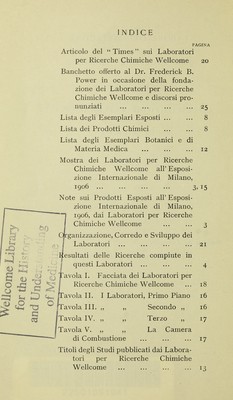 INDICE
PAGINA
Articolo del "Times" sui Laboratori
per Ricerche Chimiche Wellcome 20
Banchetto offerto al Dr. Frederick B.
Power in occasione della fonda-
zione dei Laboratori per Ricerche
Chimiche Wellcome e discorsi pro-
nunziati ... ... ... ... 25
Lista degli Esemplari Esposti ... ... 8
Lista dei Prodotti Chimici ... ... 8
Lista degli Esemplari Botanici e di
Materia Medica ... ... ... 12
Mostra dei Laboratori per Ricerche
Chimiche Wellcome all' Esposi-
zione Internazionale di Milano,
1906 ... ... ... ... 3, 15
Note sui Prodotti Esposti all' Esposi-
zione Internazionale di Milano,
1906, dai Laboratori per Ricerche
Chimiche Wellcome ... ... 3
Organizzazione, Corredo e Sviluppo dei
Laboratori ... ... ... ... 21
Resultati delle Ricerche compiute in
questi Laboratori ... ... ... 4
Tavola I. Facciata dei Laboratori per
Ricerche Chimiche Wellcome ... 18
Tavola II. I Laboratori, Primo Piano 16
Tavola III. „ „ Secondo „ 16
Tavola IV. „ „ Terzo „ 17
Tavola V. „ „ La Camera
di Combustione ... ... ... 17
Titoli degli Studi pubblicati dai Labora-
tori per Ricerche Chimiche
Wellcome ... ... ... ... 13
Wellcome Library
for the History
and Understanding
of Medicine